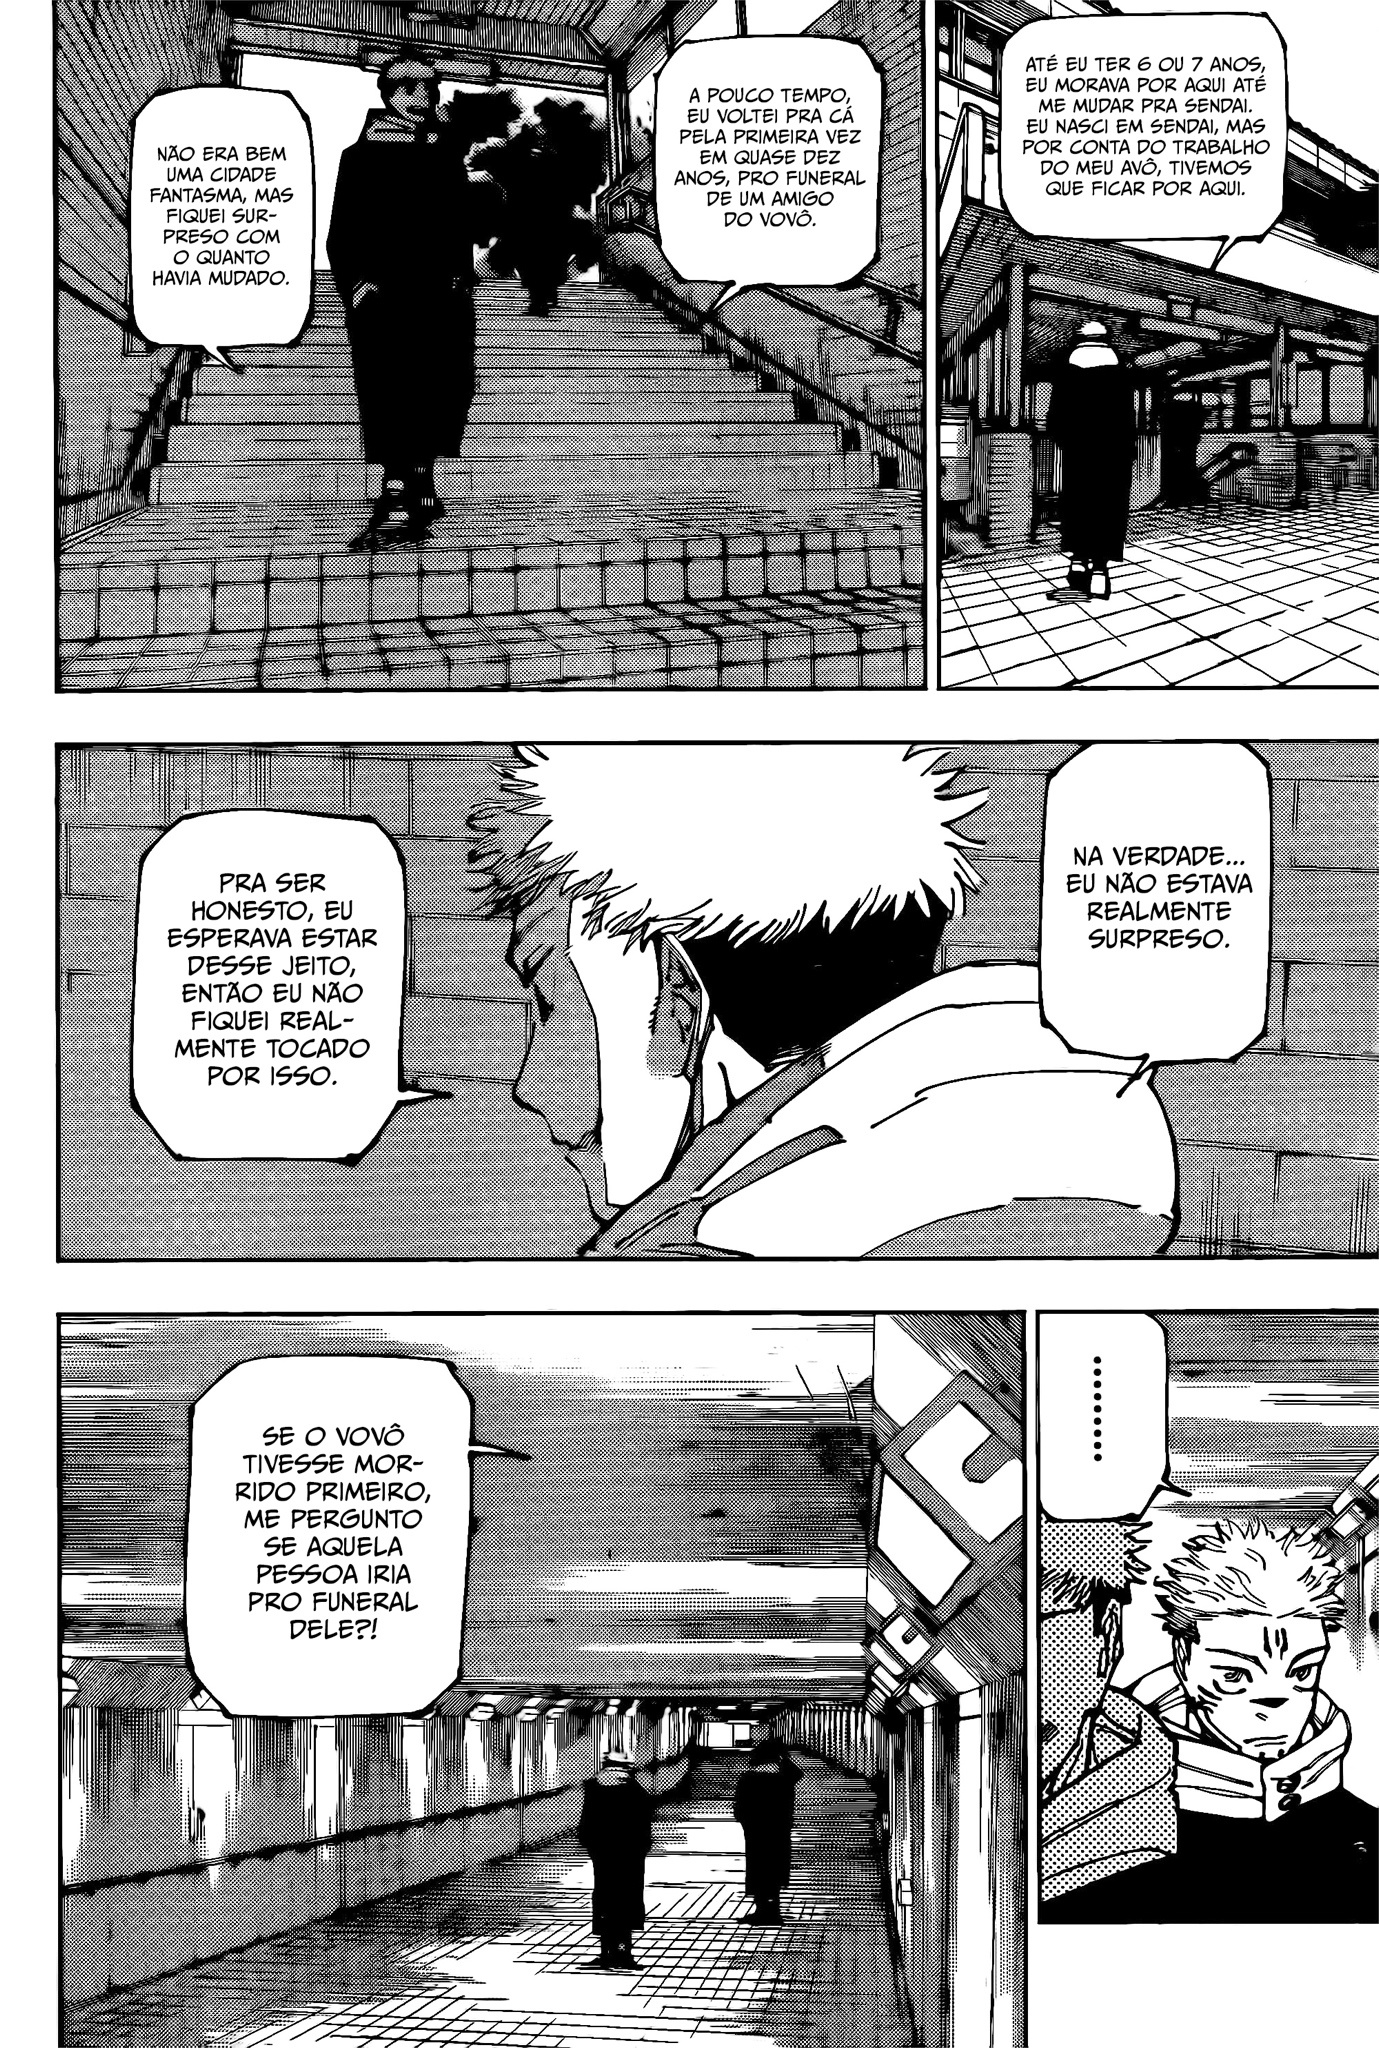 ATÉ EU TER 6 OU 7 ANOS,
EU MORAVA POR AQUI ATÉ
ME MUDAR PRA SENDAI.
EU NASCI EM SENDAI, MAS
POR CONTA DO TRABALHO
DO MEU AVÔ, TIVEMOS
QUE FICAR POR AQUI.
A POUCO TEMPO,
EU VOLTEI PRA CÁ
PELA PRIMEIRA VEZ
EM QUASE DEZ
ANOS, PRO FUNERAL
DE UM AMIGO
DO VOVÔ.
NÃO ERA BEM
UMA CIDADE
FANTASMA, MAS
FIQUEI SUR-
PRESO COM
O QUANTO
HAVIA MUDADO.
NA VERDADE...
EU NÃO ESTAVA
REALMENTE
SURPRESO.
PRA SER
HONESTO, EU
ESPERAVA ESTAR
DESSE JEITO,
ENTÃO EU NÃO
FIQUEI REAL-
MENTE TOCADO
POR ISSO.
........
SE O VOVÔ
TIVESSE MOR-
RIDO PRIMEIRO,
ME PERGUNTO
SE AQUELA
PESSOA IRIA
PRO FUNERAL
DELE?!